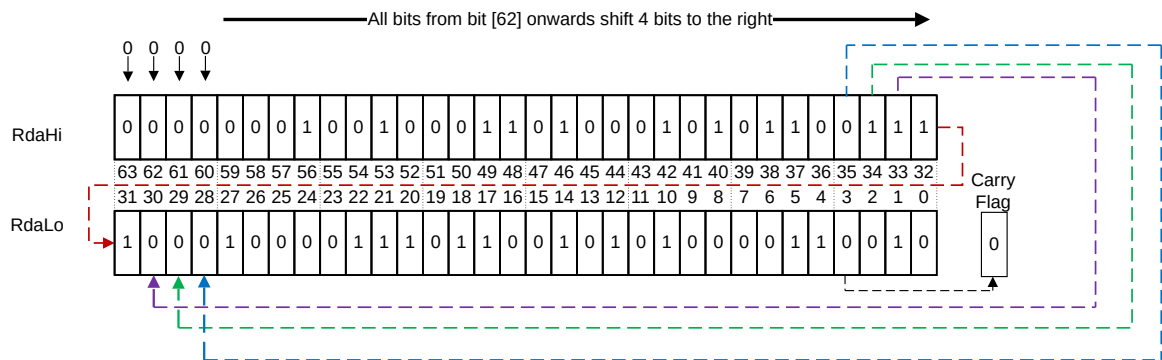 All bits from bit [62] onwards shift 4 bits to the right
0 0 0 0
RdaHi
0 0 0 0 0 0 0 1 0 0 1 0 0 0 1 1 0 1 0 0 0 1 0 1 0 1 1 0 0 1 1 1
63 62 61 60 59 58 57 56 55 54 53 52 51 50 49 48 47 46 45 44 43 42 41 40 39 38 37 36 35 34 33 32
31 30 29 28 27 26 25 24 23 22 21 20 19 18 17 16 15 14 13 12 11 10 9 8 7 6 5 4 3 2 1 0
RdaLo
1 0 0 0 1 0 0 0 0 1 1 1 0 1 1 0 0 1 0 1 0 1 0 0 0 0 1 1 0 0 1 0
Carry
Flag
0